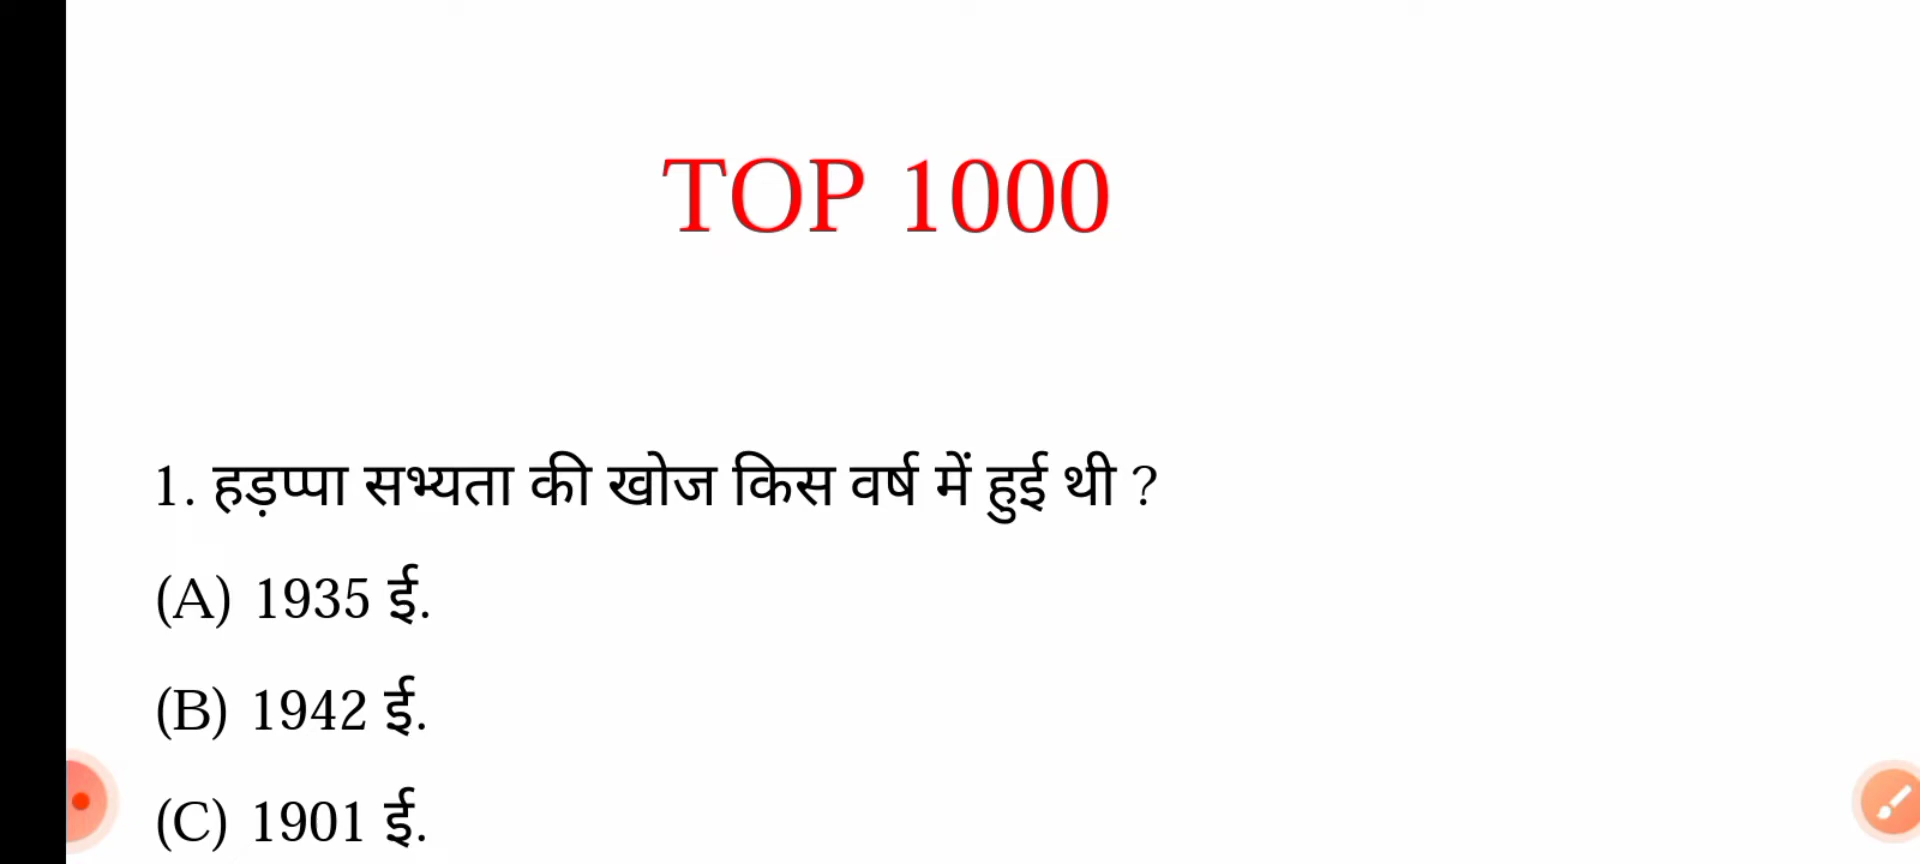 TOP 1000
1. हड़प्पा सभ्यता की खोज किस वर्ष में हुई थी ?
(A) 1935 ई.
(B) 1942 ई.
(C) 1901 ई.